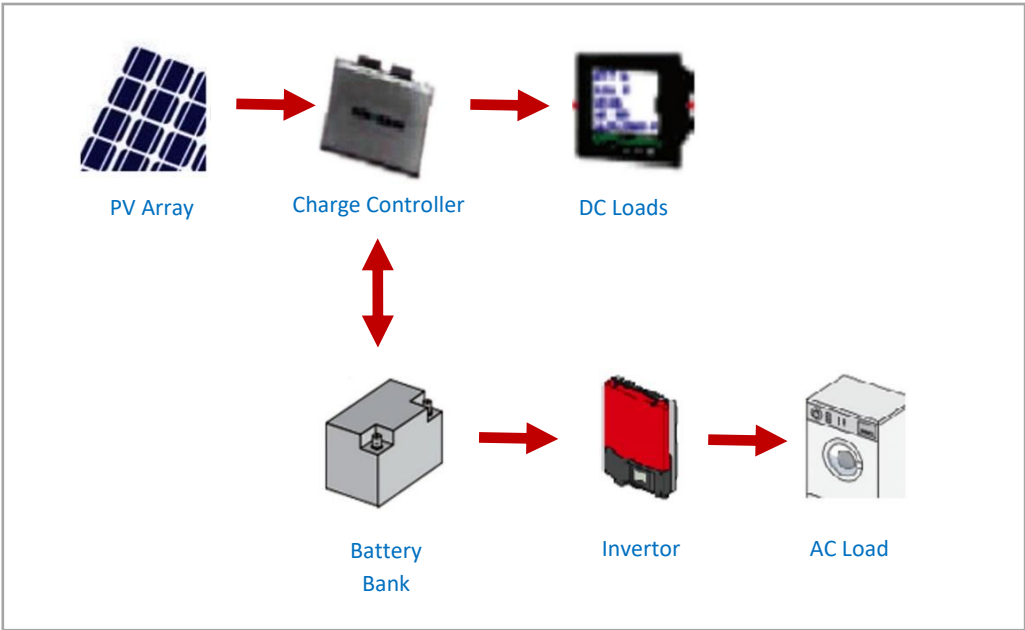 PV Array
Charge Controller
DC Loads
Battery
Bank
Invertor
AC Load